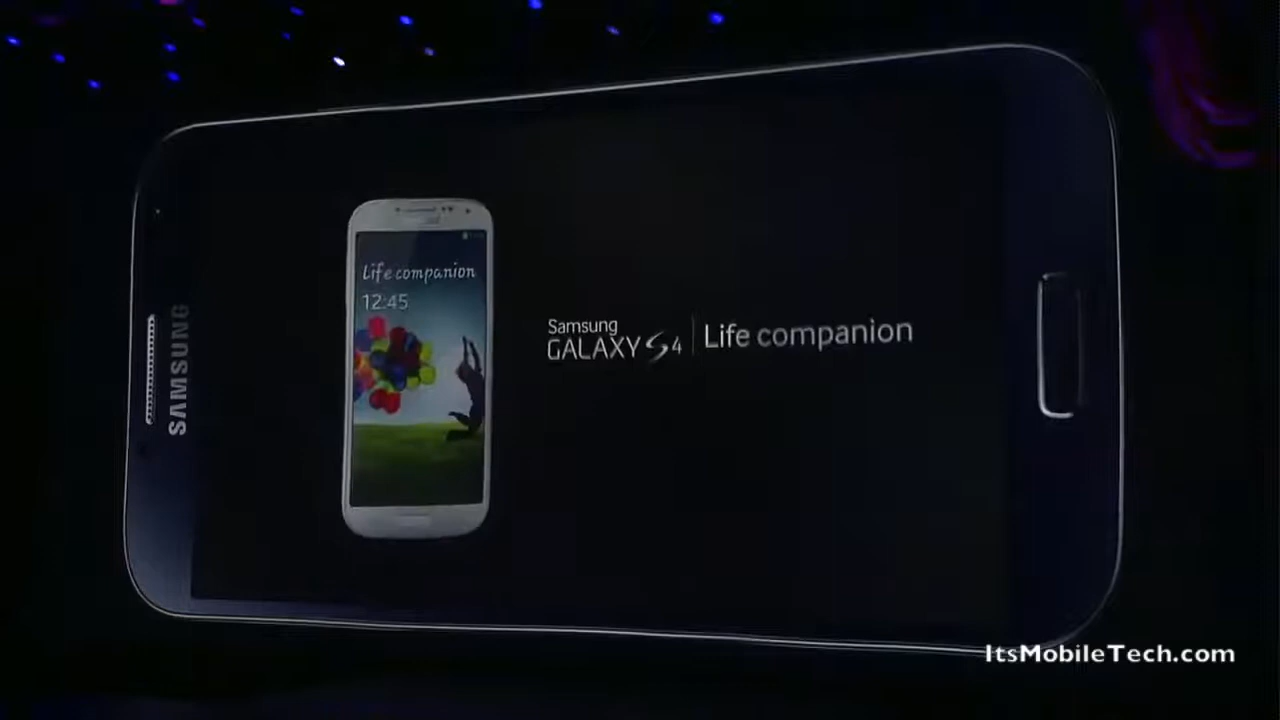 SAMSUNG
Life companion
12:45
Samsung
GALAXY S4
Life companion
ItsMobileTech.com